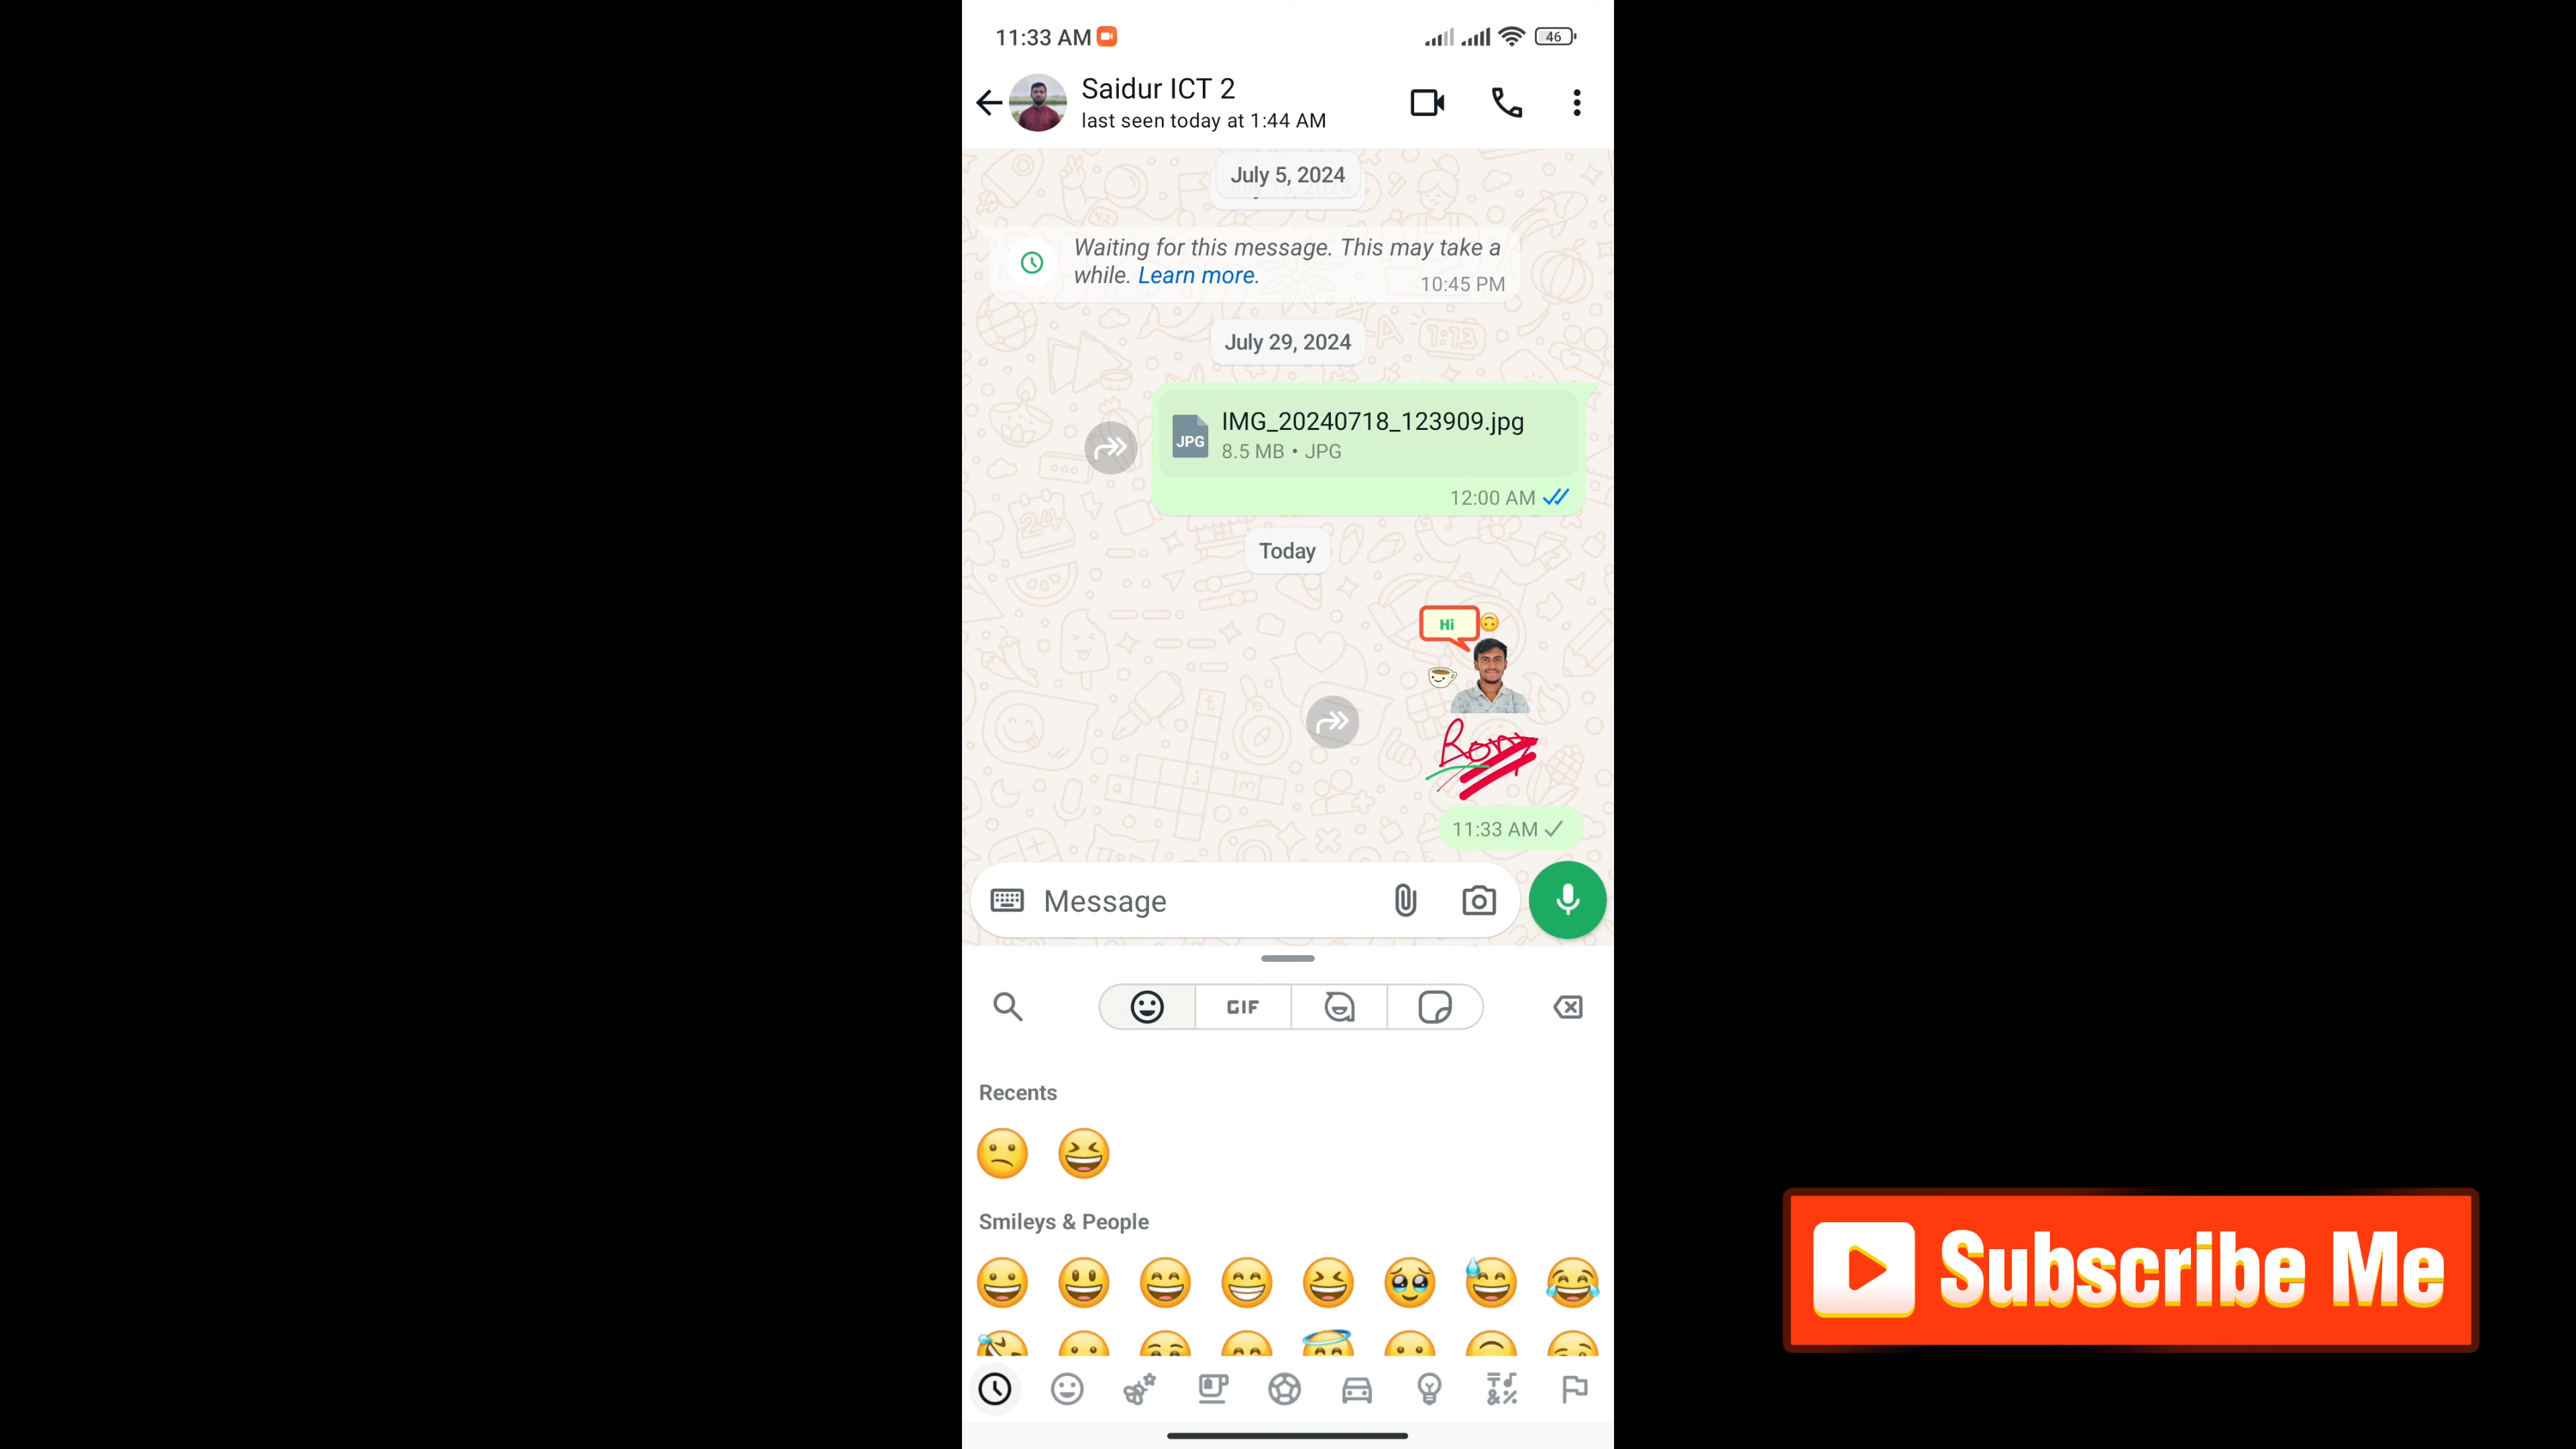 11:33 AM
46
Saidur ICT 2
last seen today at 1:44 AM
July 5, 2024
Waiting for this message. This may take a
while. Learn more.
10:45 PM
July 29, 2024
JPG
IMG_20240718_123909.jpg
8.5 MB • JPG
12:00 AM
Today
Hi
11:33 AM
Message
GIF
Recents
Smileys & People
Subscribe Me